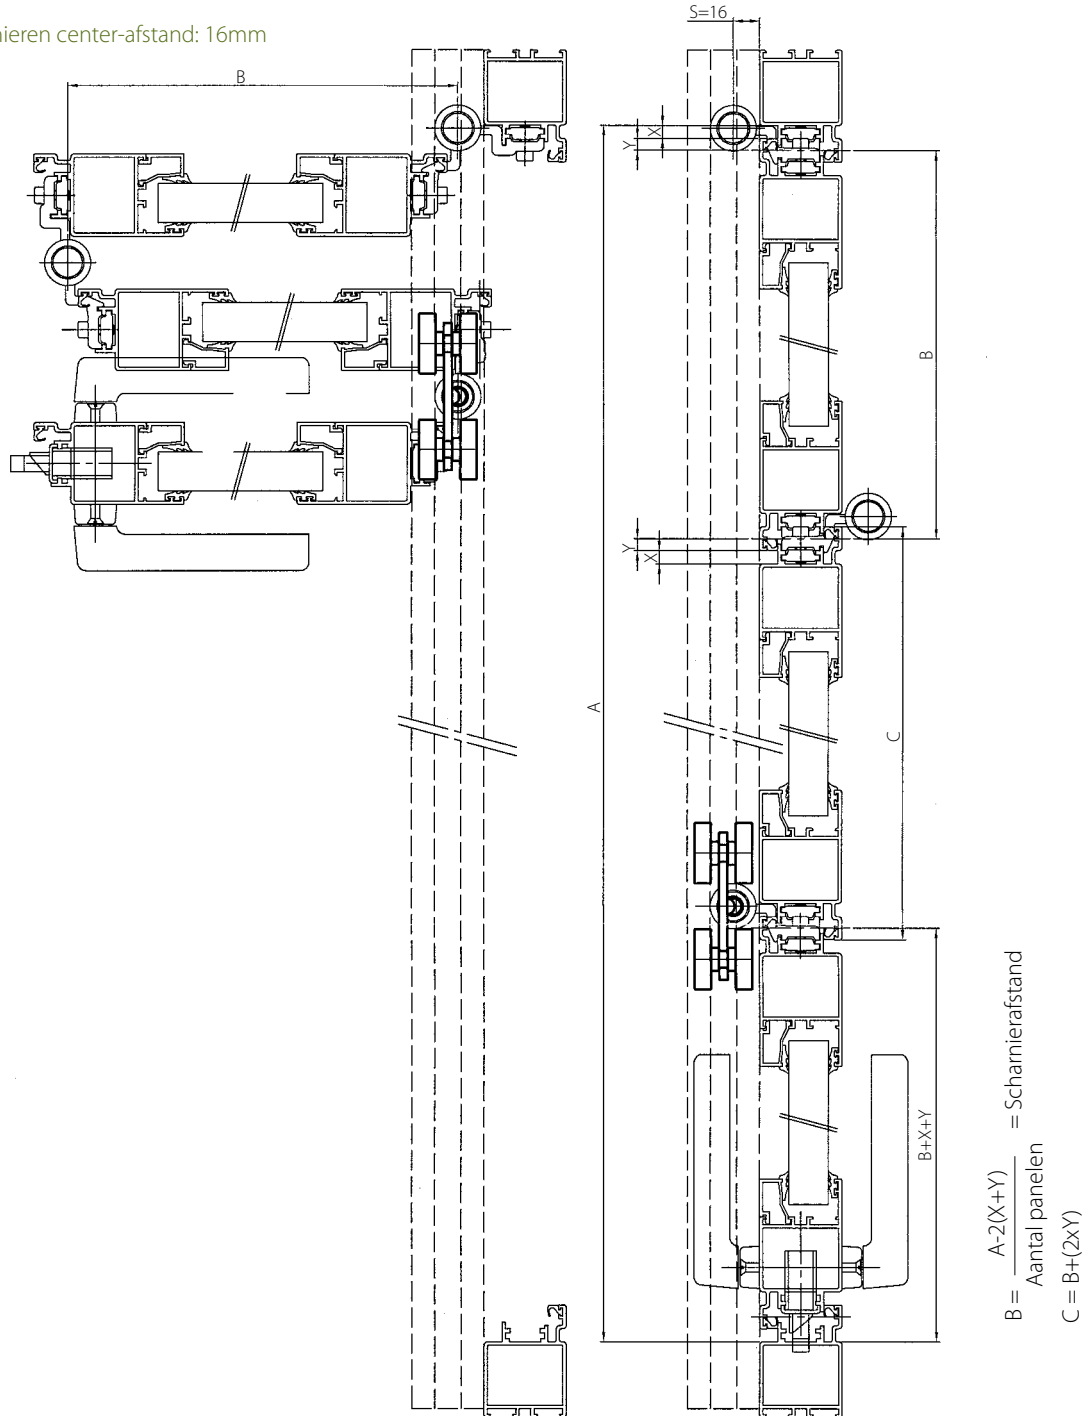 nieren center-afstand: 16mm
S=16
B
X
Y
B
Y
X
A
C
B+X+Y
B = A-2(X+Y) = Scharnierafstand
Aantal panelen
C = B+(2xY)